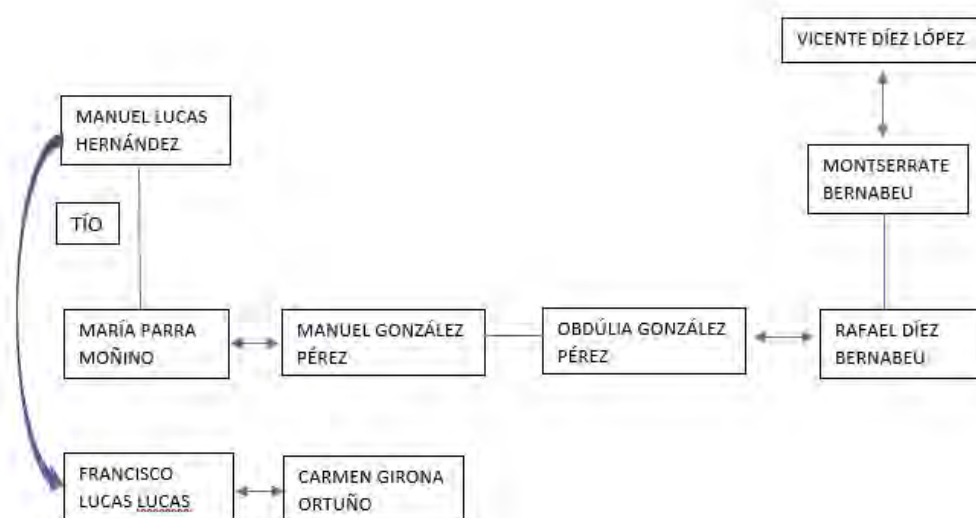 VICENTE DÍEZ LÓPEZ
MANUEL LUCAS
HERNÁNDEZ
MONTSERRATE
BERNABEU
TÍO
MARÍA PARRA
MOÑINO
MANUEL GONZÁLEZ
PÉREZ
OBDÚLIA GONZÁLEZ
PÉREZ
RAFAEL DÍEZ
BERNABEU
FRANCISCO
LUCAS LUCAS
CARMEN GIRONA
ORTUÑO